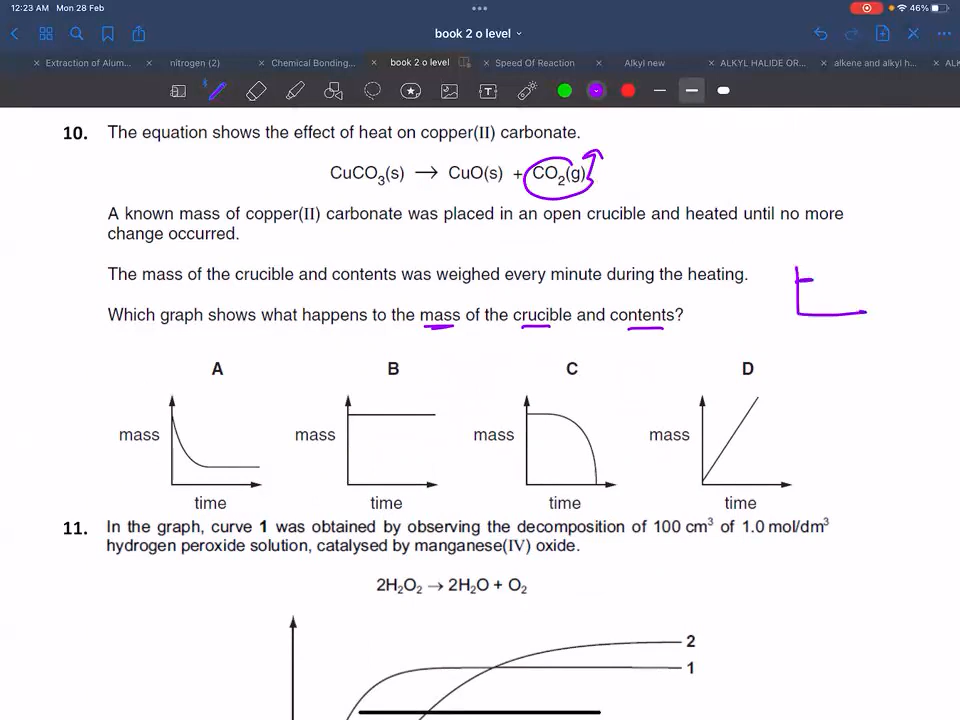 12:23 AM Mon 28 Feb
46%
book 2 o level
Extraction of Alum...
nitrogen (2)
Chemical Bonding...
book 2 o level
Speed Of Reaction
Alkyl new
ALKYL HALIDE OR...
alkene and alkyl h...
10. The equation shows the effect of heat on copper(II) carbonate.
CuCO₃(s) → CuO(s) + CO₂(g)
A known mass of copper(II) carbonate was placed in an open crucible and heated until no more
change occurred.
The mass of the crucible and contents was weighed every minute during the heating.
Which graph shows what happens to the mass of the crucible and contents?
A B C D
mass mass mass mass
time time time time
11. In the graph, curve 1 was obtained by observing the decomposition of 100 cm³ of 1.0 mol/dm³
hydrogen peroxide solution, catalysed by manganese(IV) oxide.
2H₂O₂ → 2H₂O + O₂
2
1